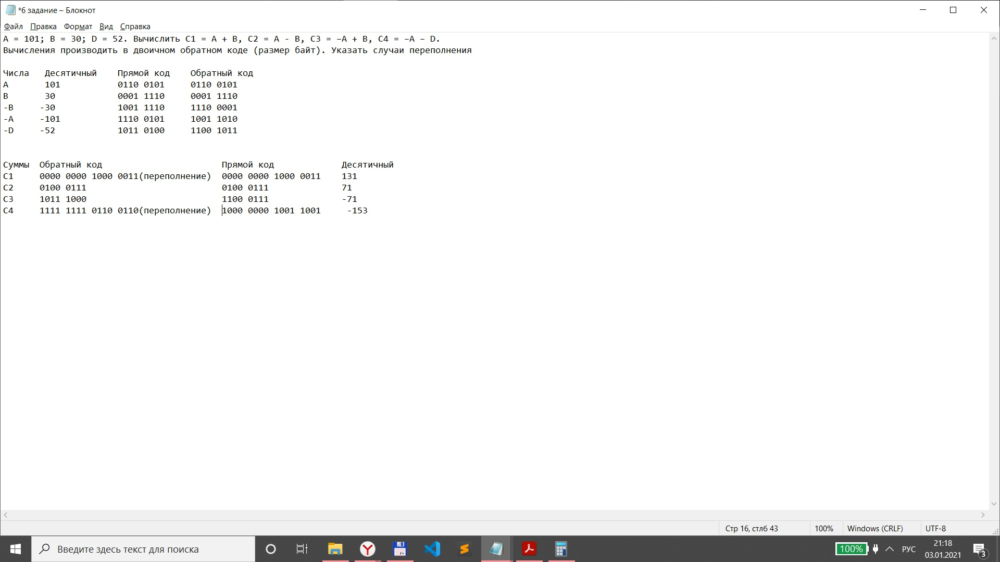 *6 задание – Блокнот
Файл Правка Формат Вид Справка
A = 101; B = 30; D = 52. Вычислить C1 = A + B, C2 = A - B, C3 = −A + B, C4 = −A − D.
Вычисления производить в двоичном обратном коде (размер байт). Указать случаи переполнения
Числа Десятичный Прямой код Обратный код
A 101 0110 0101 0110 0101
B 30 0001 1110 0001 1110
-B -30 1001 1110 1110 0001
-A -101 1110 0101 1001 1010
-D -52 1011 0100 1100 1011
Суммы Обратный код Прямой код Десятичный
C1 0000 0000 1000 0011(переполнение) 0000 0000 1000 0011 131
C2 0100 0111 0100 0111 71
C3 1011 1000 1100 0111 -71
C4 1111 1111 0110 0110(переполнение) 1000 0000 1001 1001 -153
Стр 16, стлб 43 100% Windows (CRLF) UTF-8
Введите здесь текст для поиска 64 100% РУС 21:18
03.01.2021 3